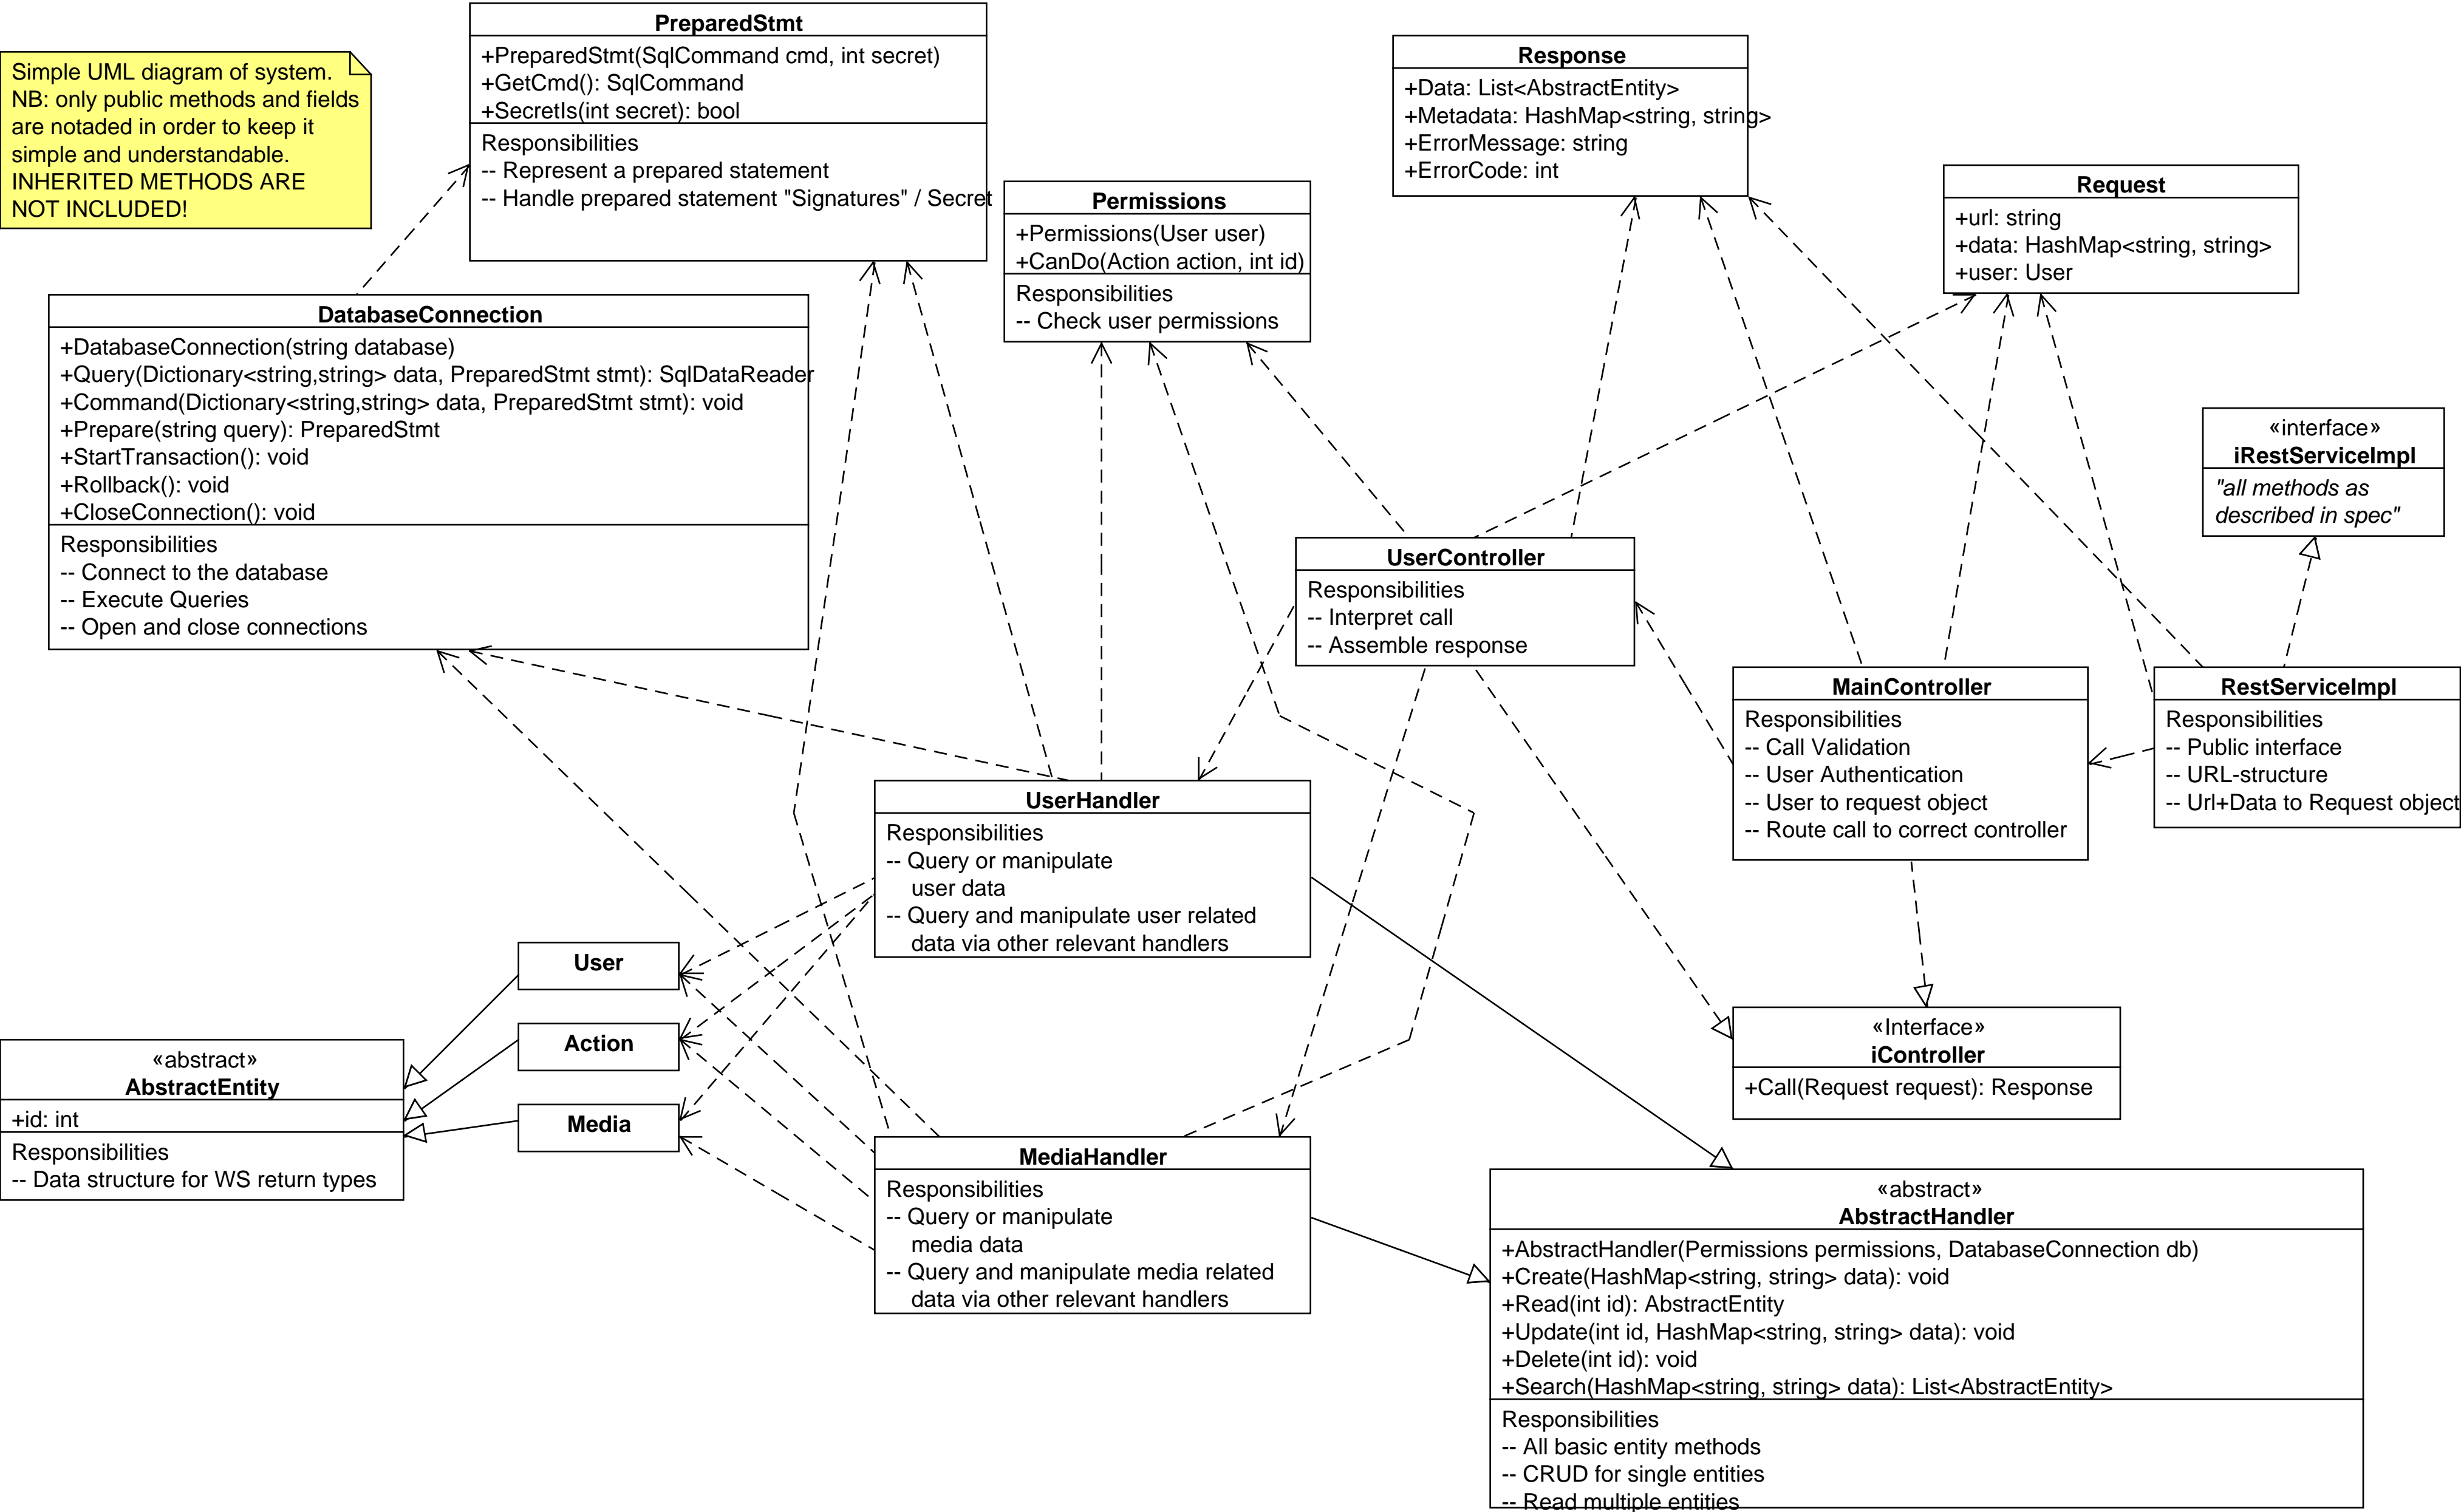 Simple UML diagram of system.
NB: only public methods and fields
are notaded in order to keep it
simple and understandable.
INHERITED METHODS ARE
NOT INCLUDED!
PreparedStmt
+PreparedStmt(SqlCommand cmd, int secret)
+GetCmd(): SqlCommand
+SecretIs(int secret): bool
Responsibilities
-- Represent a prepared statement
-- Handle prepared statement "Signatures" / Secret
Permissions
+Permissions(User user)
+CanDo(Action action, int id)
Responsibilities
-- Check user permissions
Response
+Data: List<AbstractEntity>
+Metadata: HashMap<string, string>
+ErrorMessage: string
+ErrorCode: int
Request
+url: string
+data: HashMap<string, string>
+user: User
DatabaseConnection
+DatabaseConnection(string database)
+Query(Dictionary<string,string> data, PreparedStmt stmt): SqlDataReader
+Command(Dictionary<string,string> data, PreparedStmt stmt): void
+Prepare(string query): PreparedStmt
+StartTransaction(): void
+Rollback(): void
+CloseConnection(): void
Responsibilities
-- Connect to the database
-- Execute Queries
-- Open and close connections
«interface»
iRestServiceImpl
"all methods as
described in spec"
UserController
Responsibilities
-- Interpret call
-- Assemble response
MainController
Responsibilities
-- Call Validation
-- User Authentication
-- User to request object
-- Route call to correct controller
RestServiceImpl
Responsibilities
-- Public interface
-- URL-structure
-- Url+Data to Request object
UserHandler
Responsibilities
-- Query or manipulate
user data
-- Query and manipulate user related
data via other relevant handlers
User
Action
Media
«abstract»
AbstractEntity
+id: int
Responsibilities
-- Data structure for WS return types
«Interface»
iController
+Call(Request request): Response
MediaHandler
Responsibilities
-- Query or manipulate
media data
-- Query and manipulate media related
data via other relevant handlers
«abstract»
AbstractHandler
+AbstractHandler(Permissions permissions, DatabaseConnection db)
+Create(HashMap<string, string> data): void
+Read(int id): AbstractEntity
+Update(int id, HashMap<string, string> data): void
+Delete(int id): void
+Search(HashMap<string, string> data): List<AbstractEntity>
Responsibilities
-- All basic entity methods
-- CRUD for single entities
-- Read multiple entities